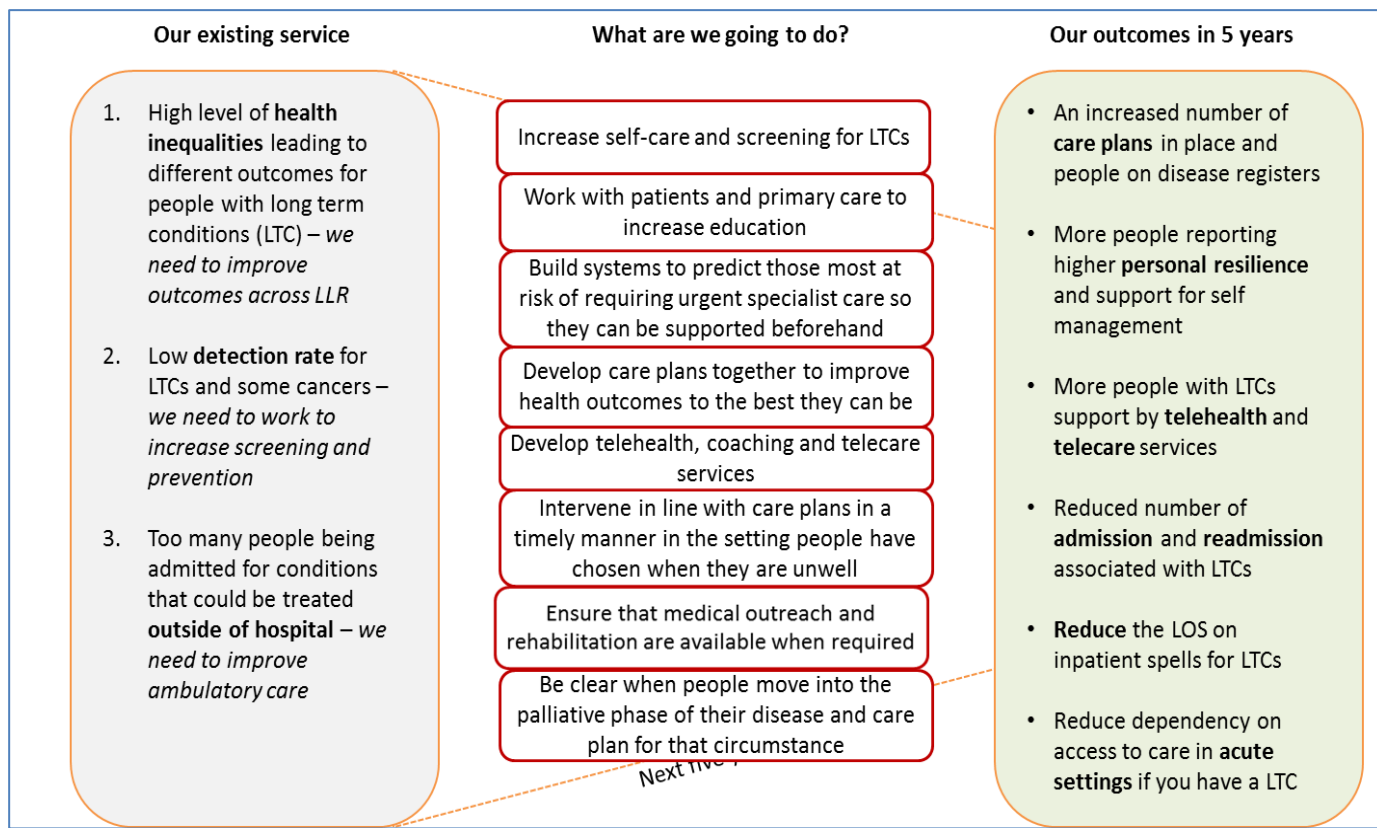 Our existing service
1. High level of health
inequalities leading to
different outcomes for
people with long term
conditions (LTC) – we
need to improve
outcomes across LLR
2. Low detection rate for
LTCs and some cancers –
we need to work to
increase screening and
prevention
3. Too many people being
admitted for conditions
that could be treated
outside of hospital – we
need to improve
ambulatory care
What are we going to do?
Increase self-care and screening for LTCs
Work with patients and primary care to
increase education
Build systems to predict those most at
risk of requiring urgent specialist care so
they can be supported beforehand
Develop care plans together to improve
health outcomes to the best they can be
Develop telehealth, coaching and telecare
services
Intervene in line with care plans in a
timely manner in the setting people have
chosen when they are unwell
Ensure that medical outreach and
rehabilitation are available when required
Be clear when people move into the
palliative phase of their disease and care
plan for that circumstance
Next five
Our outcomes in 5 years
• An increased number of
care plans in place and
people on disease registers
• More people reporting
higher personal resilience
and support for self
management
• More people with LTCs
support by telehealth and
telecare services
• Reduced number of
admission and readmission
associated with LTCs
• Reduce the LOS on
inpatient spells for LTCs
• Reduce dependency on
access to care in acute
settings if you have a LTC